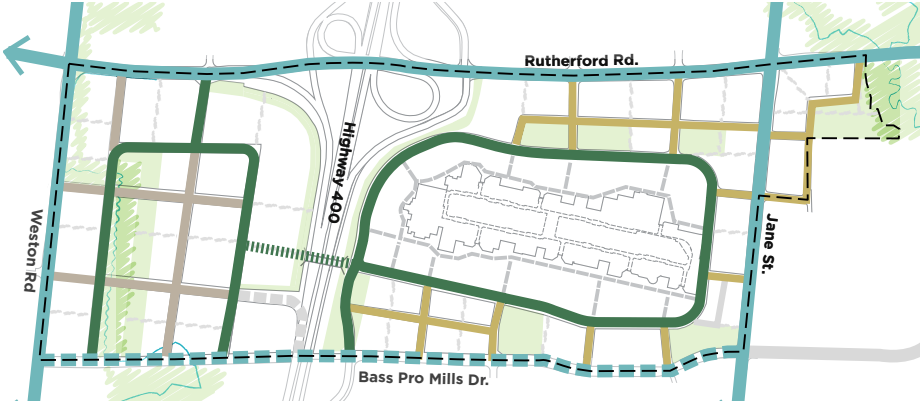 Rutherford Rd.
Highway 400
Weston Rd
Jane St.
Bass Pro Mills Dr.